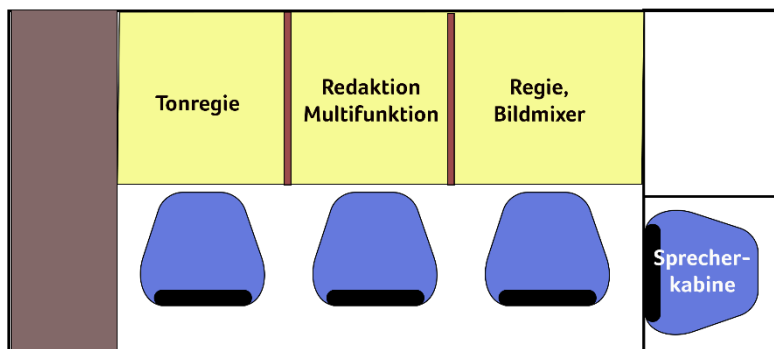 Tonregie
Redaktion
Multifunktion
Regie,
Bildmixer
Sprecher-
kabine